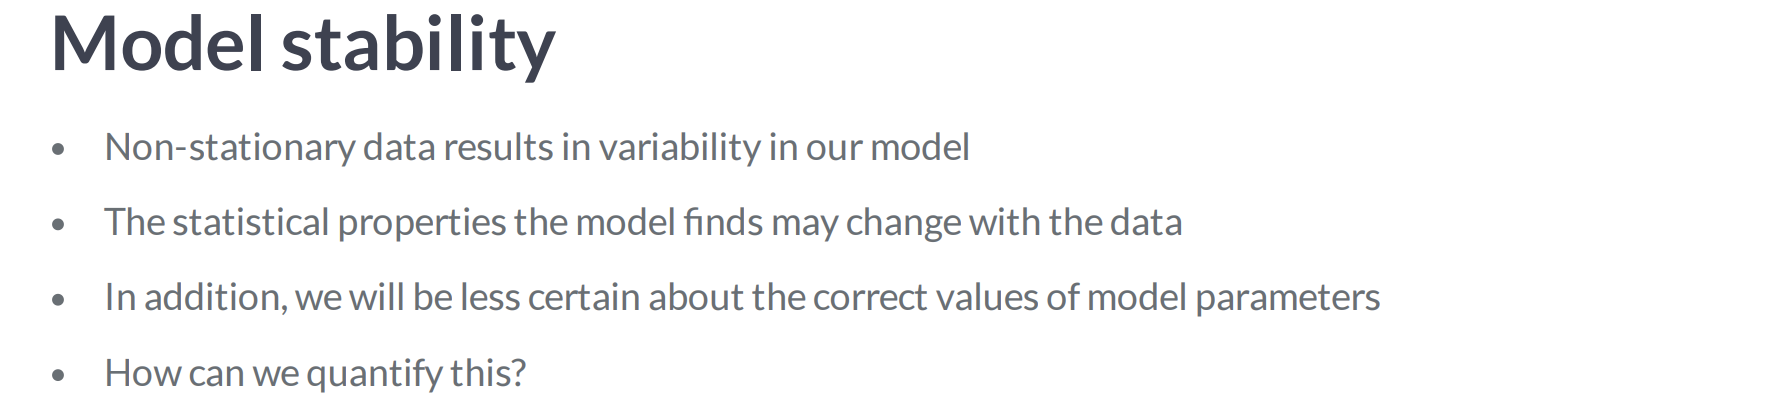 Model stability
• Non-stationary data results in variability in our model
• The statistical properties the model finds may change with the data
• In addition, we will be less certain about the correct values of model parameters
• How can we quantify this?